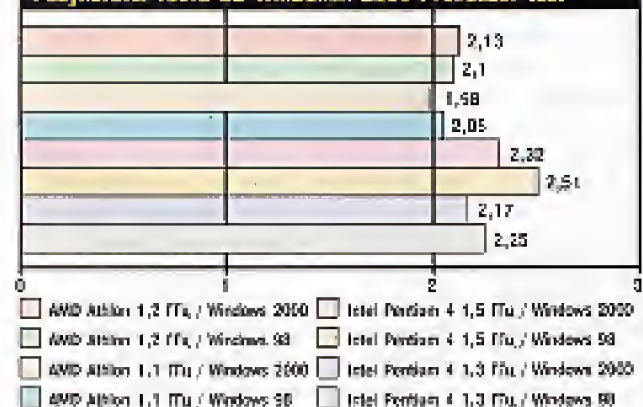 2,13
2,1
1,98
2,05
2,32
2,51
2,17
2,25
0 1 2 3
AMD Athlon 1,2 ГГц / Windows 2000
Intel Pentium 4 1,5 ГГц / Windows 2000
AMD Athlon 1,2 ГГц / Windows 98
Intel Pentium 4 1,5 ГГц / Windows 98
AMD Athlon 1,1 ГГц / Windows 2000
Intel Pentium 4 1,3 ГГц / Windows 2000
AMD Athlon 1,1 ГГц / Windows 98
Intel Pentium 4 1,3 ГГц / Windows 98